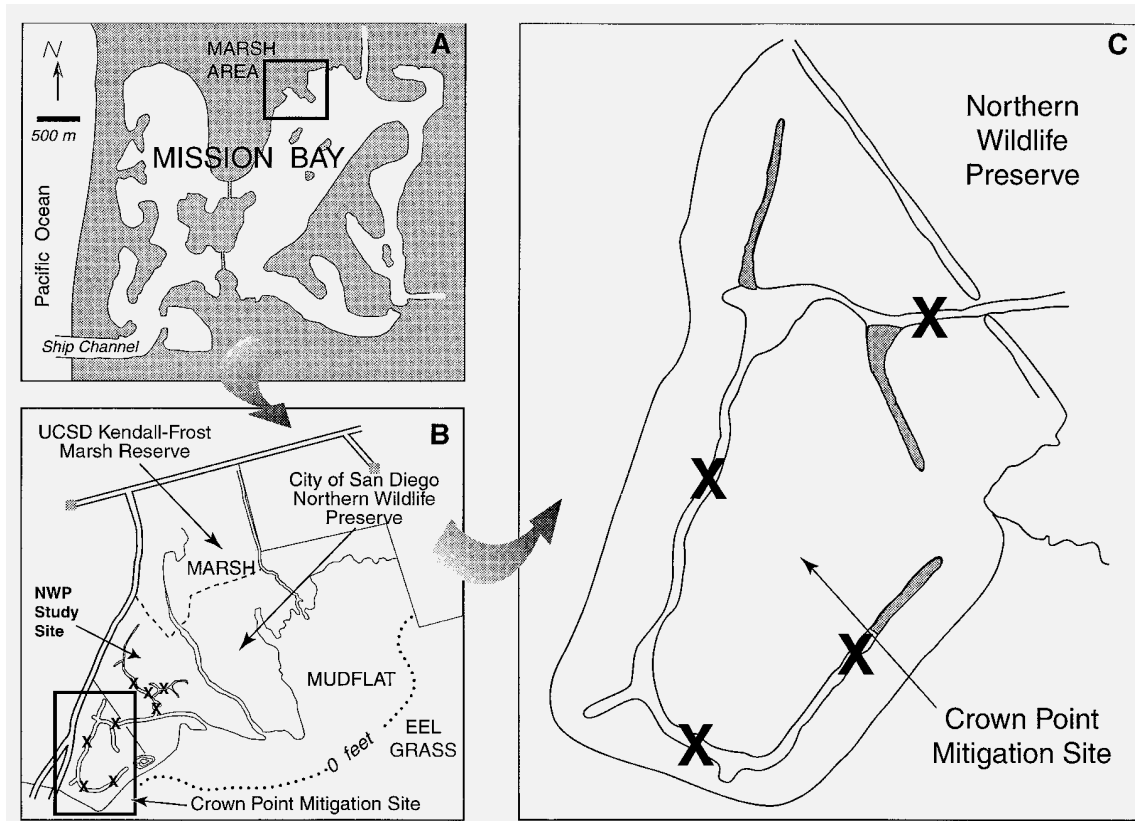 A
N
500 m
MARSH
AREA
MISSION BAY
Pacific Ocean
Ship Channel
B
UCSD Kendall-Frost
Marsh Reserve
City of San Diego
Northern Wildlife
Preserve
MARSH
NWP
Study
Site
X
X
X
X
X
X
X
X
MUDFLAT
EEL
GRASS
0 feet
Crown Point Mitigation Site
C
Northern
Wildlife
Preserve
X
X
X
X
Crown Point
Mitigation Site